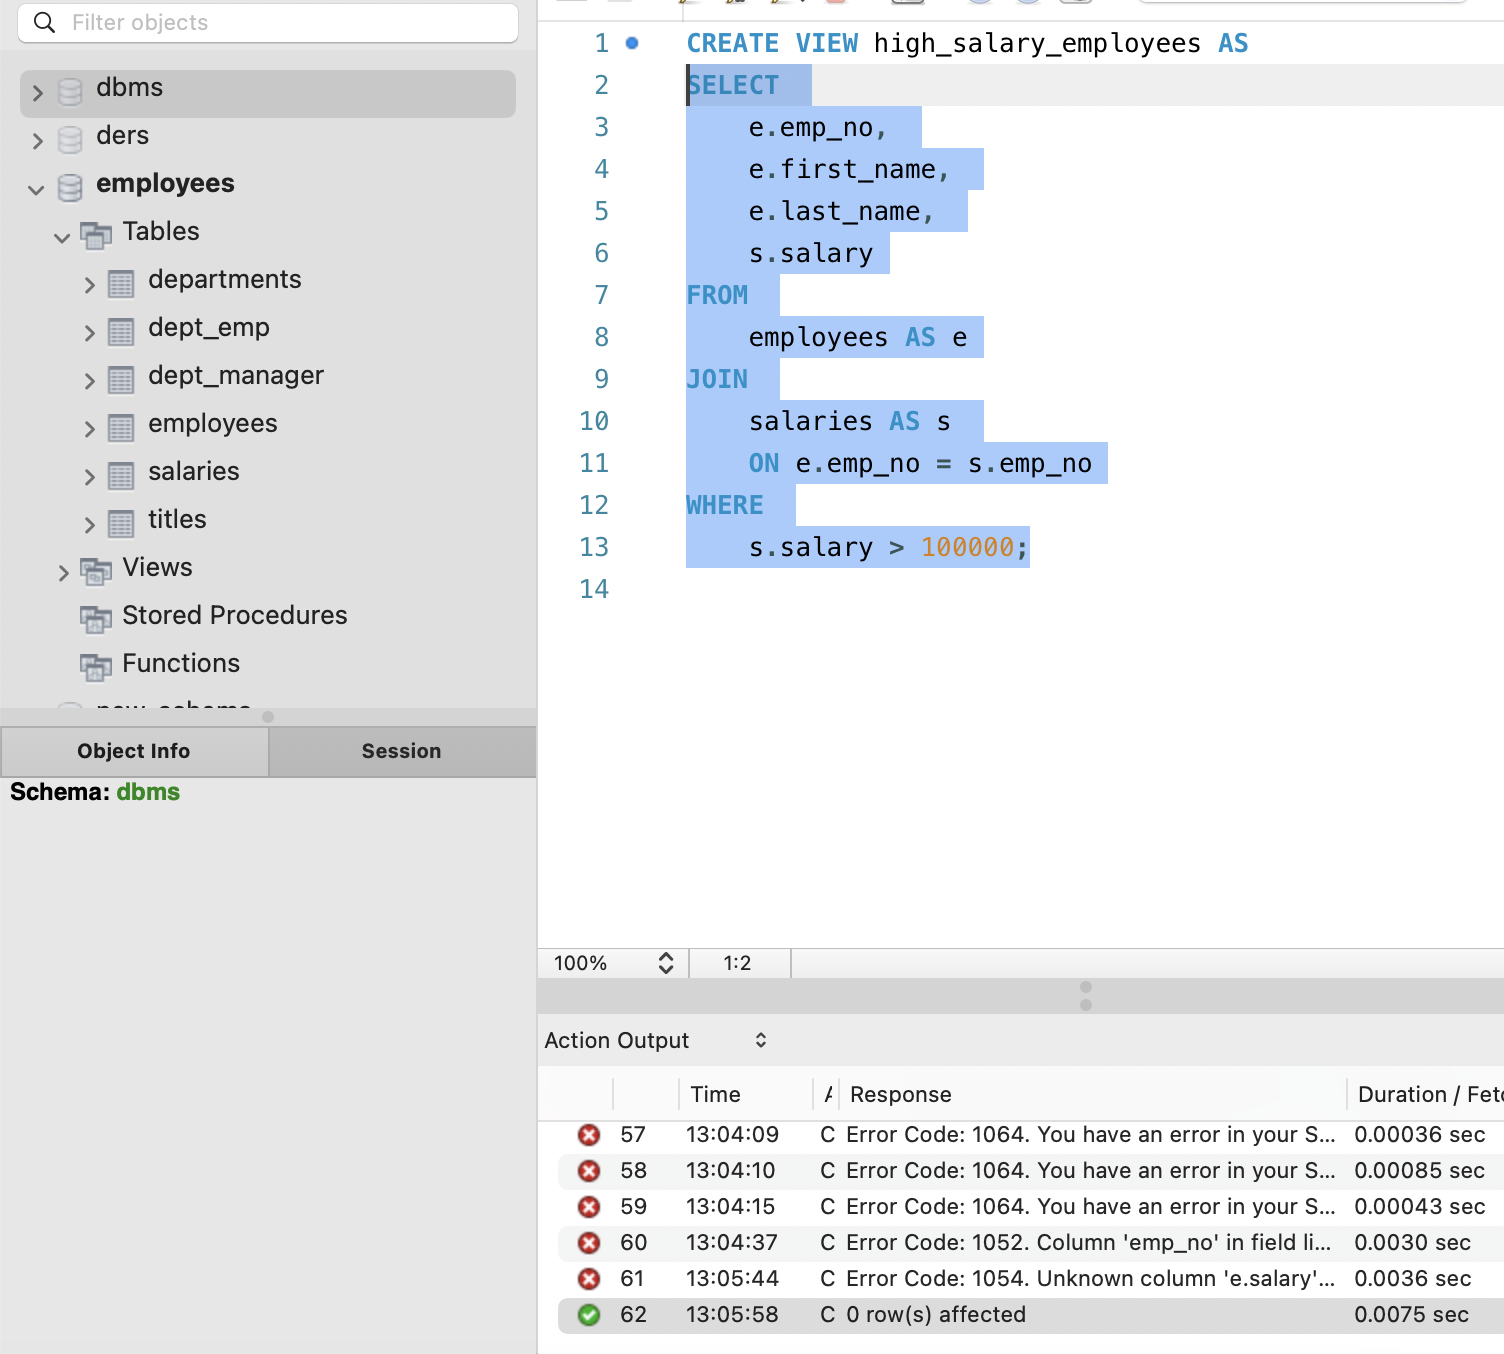 Filter objects
dbms
ders
employees
Tables
departments
dept_emp
dept_manager
employees
salaries
titles
Views
Stored Procedures
Functions
Object Info
Session
Schema: dbms
1 CREATE VIEW high_salary_employees AS
2 SELECT
3 e.emp_no,
4 e.first_name,
5 e.last_name,
6 s.salary
7 FROM
8 employees AS e
9 JOIN
10 salaries AS s
11 ON e.emp_no = s.emp_no
12 WHERE
13 s.salary > 100000;
14
100% 1:2
Action Output
Time Response Duration /
57 13:04:09 C Error Code: 1064. You have an error in your S... 0.00036 sec
58 13:04:10 C Error Code: 1064. You have an error in your S... 0.00085 sec
59 13:04:15 C Error Code: 1064. You have an error in your S... 0.00043 sec
60 13:04:37 C Error Code: 1052. Column 'emp_no' in field li... 0.0030 sec
61 13:05:44 C Error Code: 1054. Unknown column 'e.salary'... 0.0036 sec
62 13:05:58 C 0 row(s) affected 0.0075 sec